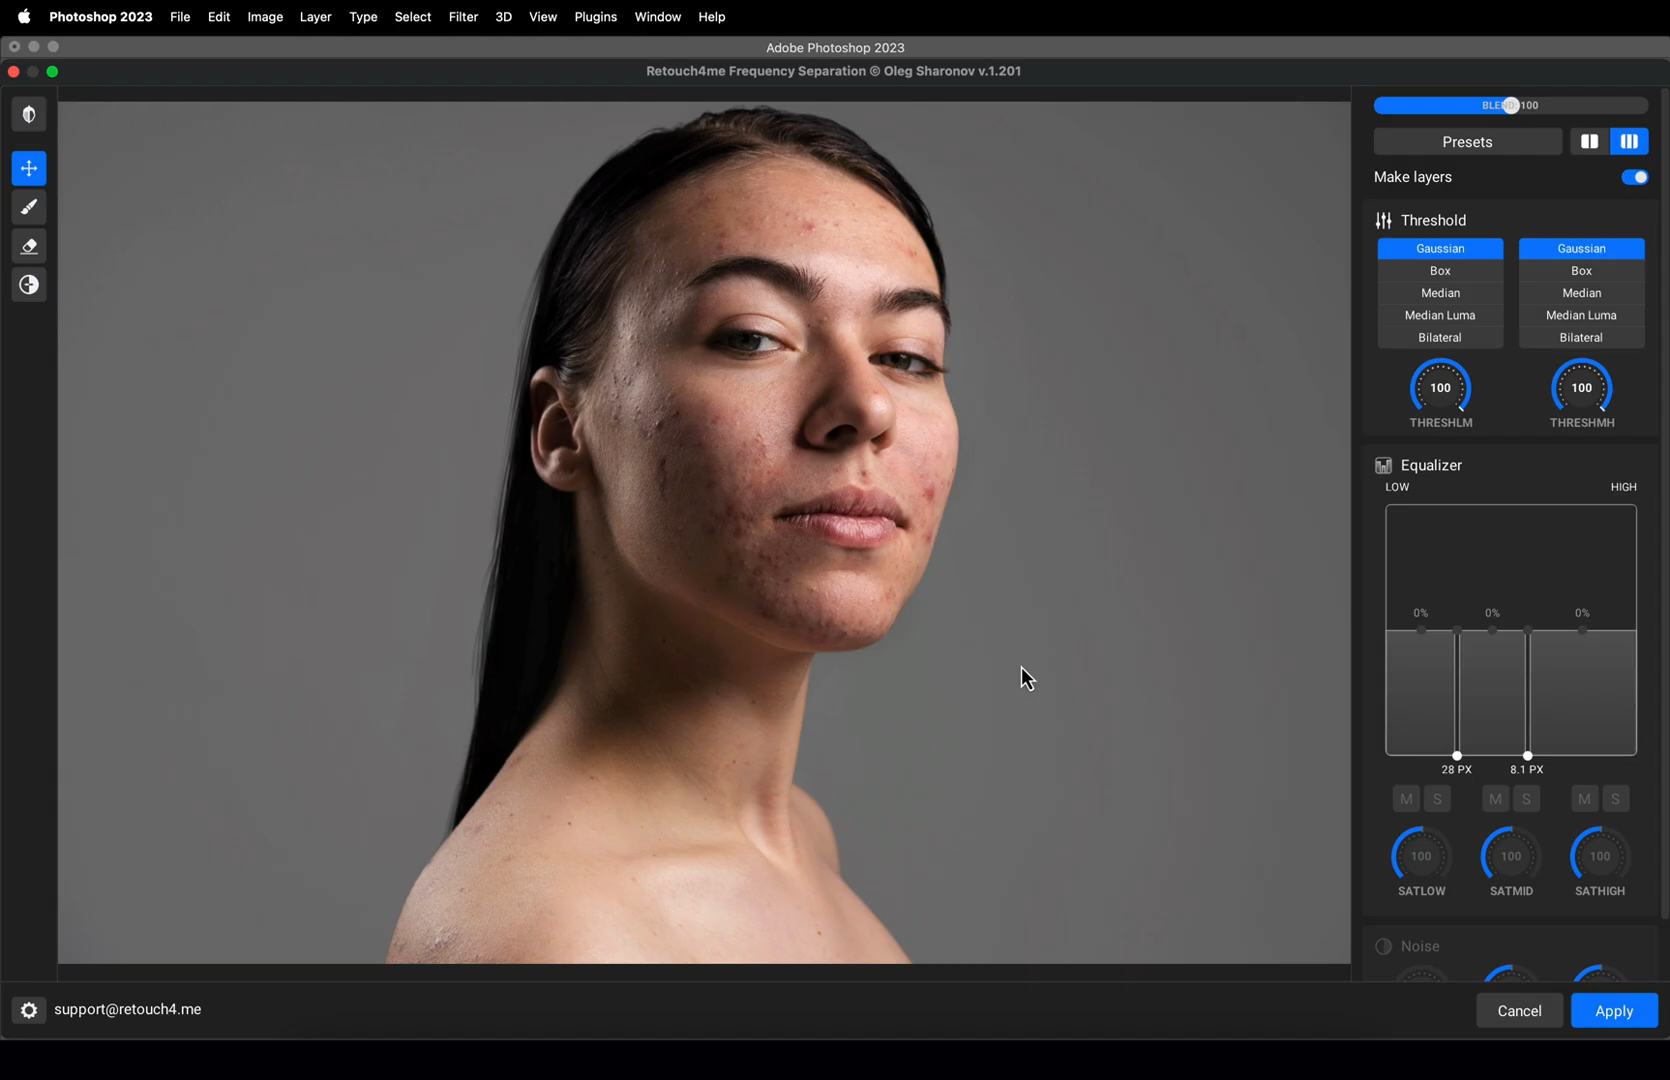 Photoshop 2023 File Edit Image Layer Type Select Filter 3D View Plugins Window Help
Adobe Photoshop 2023
Retouch4me Frequency Separation © Oleg Sharonov v.1.201
BLEND: 100
Presets
Make layers
Threshold
Gaussian Gaussian
Box Box
Median Median
Median Luma Median Luma
Bilateral Bilateral
100 100
THRESHLM THRESHMH
Equalizer
LOW HIGH
0% 0% 0%
28 PX 8.1 PX
M S M S M S
100 100 100
SATLOW SATMID SATHIGH
Noise
support@retouch4.me
Cancel Apply